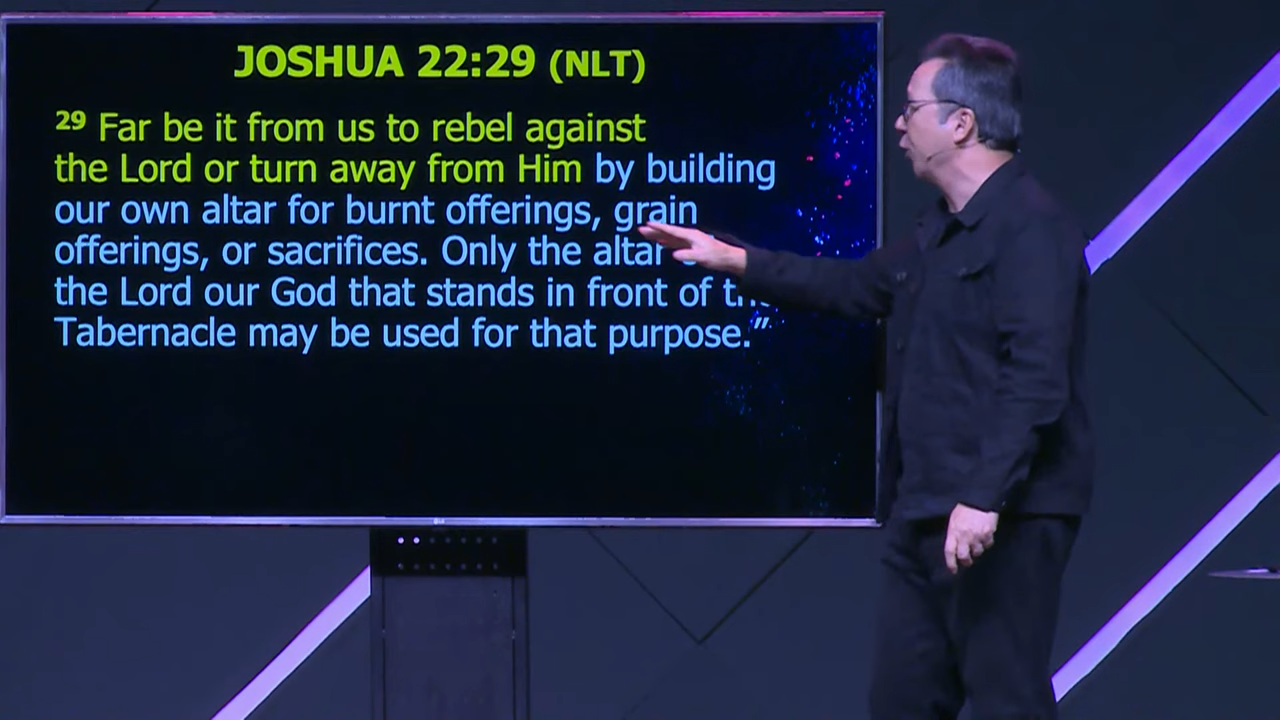 JOSHUA 22:29 (NLT)
29 Far be it from us to rebel against
the Lord or turn away from Him by building
our own altar for burnt offerings, grain
offerings, or sacrifices. Only the altar
the Lord our God that stands in front of
Tabernacle may be used for that purpose.”
LG